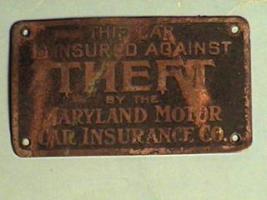 THIS CAR
IS INSURED AGAINST
THEFT
BY THE
MARYLAND MOTOR
CAR INSURANCE CO.